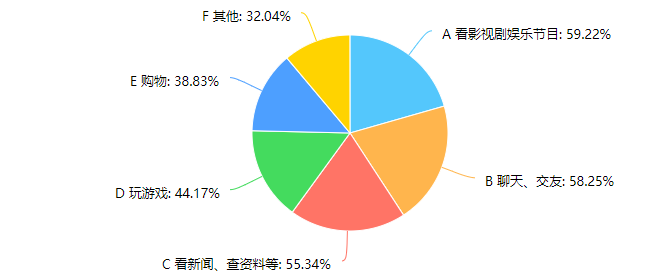 F 其他: 32.04%
A 看影视剧娱乐节目: 59.22%
E 购物: 38.83%
B 聊天、交友: 58.25%
D 玩游戏: 44.17%
C 看新闻、查资料等: 55.34%